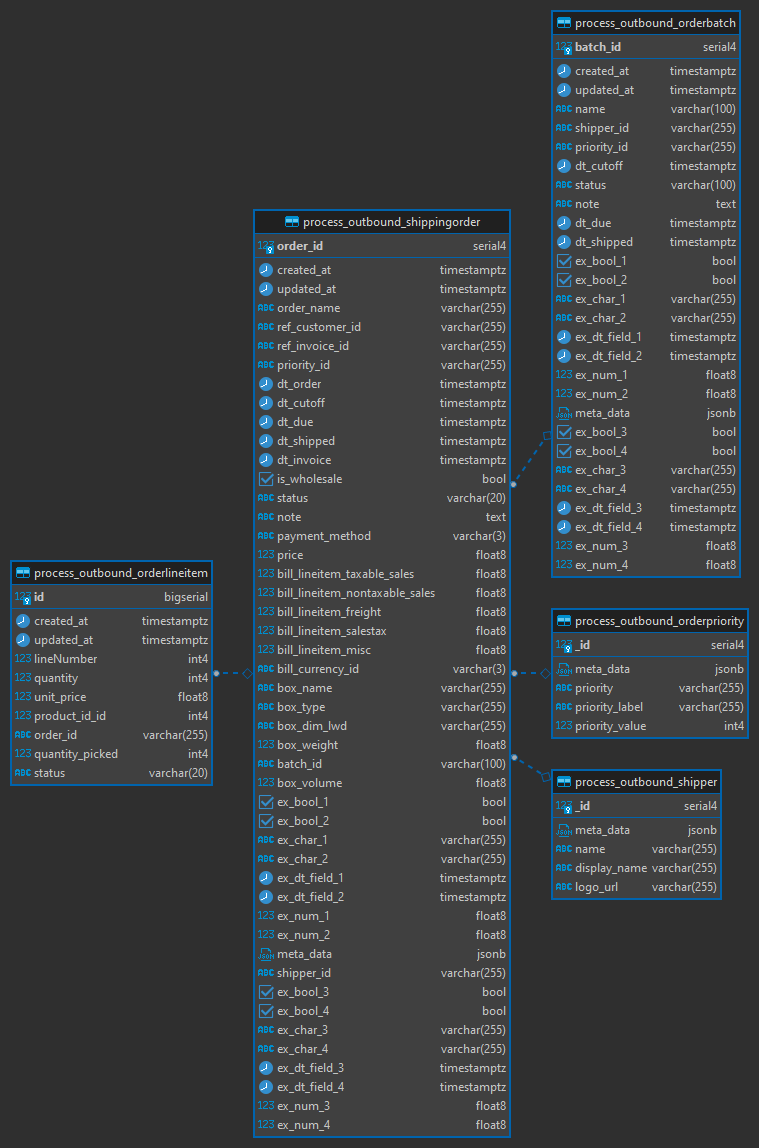 process_outbound_orderbatch
batch_id serial4
created_at timestamptz
updated_at timestamptz
name varchar(100)
shipper_id varchar(255)
priority_id varchar(255)
dt_cutoff timestamptz
status varchar(100)
note text
dt_due timestamptz
dt_shipped timestamptz
ex_bool_1 bool
ex_bool_2 bool
ex_char_1 varchar(255)
ex_char_2 varchar(255)
ex_dt_field_1 timestamptz
ex_dt_field_2 timestamptz
ex_num_1 float8
ex_num_2 float8
meta_data jsonb
ex_bool_3 bool
ex_bool_4 bool
ex_char_3 varchar(255)
ex_char_4 varchar(255)
ex_dt_field_3 timestamptz
ex_dt_field_4 timestamptz
ex_num_3 float8
ex_num_4 float8
process_outbound_shippingorder
order_id serial4
created_at timestamptz
updated_at timestamptz
order_name varchar(255)
ref_customer_id varchar(255)
ref_invoice_id varchar(255)
priority_id varchar(255)
dt_order timestamptz
dt_cutoff timestamptz
dt_due timestamptz
dt_shipped timestamptz
dt_invoice timestamptz
is_wholesale bool
status varchar(20)
note text
payment_method varchar(3)
price float8
bill_lineitem_taxable_sales float8
bill_lineitem_nontaxable_sales float8
bill_lineitem_freight float8
bill_lineitem_salestax float8
bill_lineitem_misc float8
bill_currency_id varchar(3)
box_name varchar(255)
box_type varchar(255)
box_dim_lwd varchar(255)
box_weight float8
batch_id varchar(100)
box_volume float8
ex_bool_1 bool
ex_bool_2 bool
ex_char_1 varchar(255)
ex_char_2 varchar(255)
ex_dt_field_1 timestamptz
ex_dt_field_2 timestamptz
ex_num_1 float8
ex_num_2 float8
meta_data jsonb
shipper_id varchar(255)
ex_bool_3 bool
ex_bool_4 bool
ex_char_3 varchar(255)
ex_char_4 varchar(255)
ex_dt_field_3 timestamptz
ex_dt_field_4 timestamptz
ex_num_3 float8
ex_num_4 float8
process_outbound_orderlineitem
id bigserial
created_at timestamptz
updated_at timestamptz
lineNumber int4
quantity int4
unit_price float8
product_id_id int4
order_id varchar(255)
quantity_picked int4
status varchar(20)
process_outbound_orderpriority
_id serial4
meta_data jsonb
priority varchar(255)
priority_label varchar(255)
priority_value int4
process_outbound_shipper
_id serial4
meta_data jsonb
name varchar(255)
display_name varchar(255)
logo_url varchar(255)